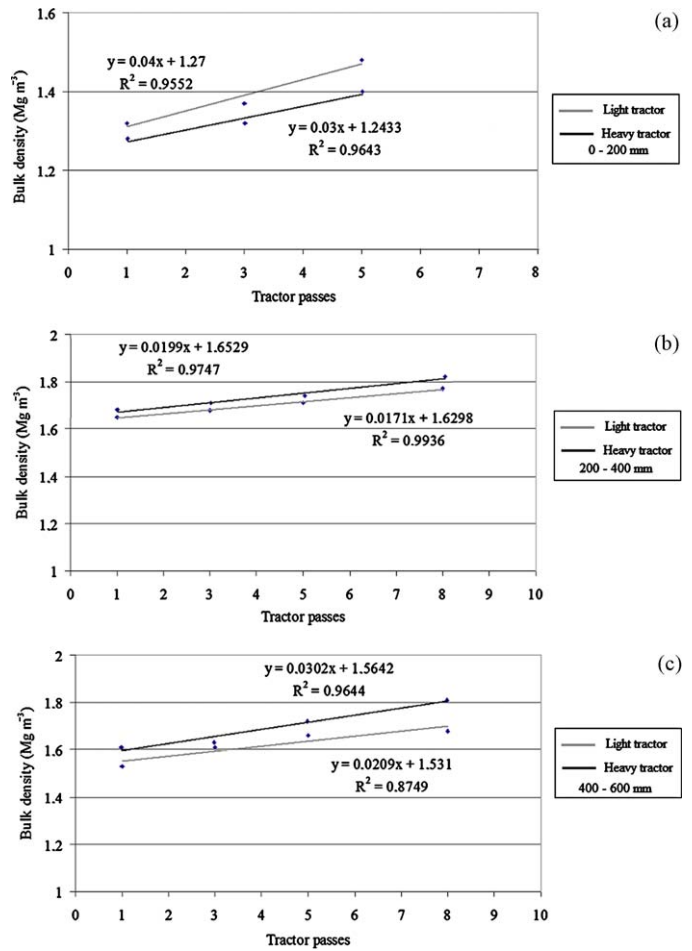 (a)
1.6
1.4
1.2
1
Bulk density (Mg m⁻³)
y = 0.04x + 1.27
R² = 0.9552
y = 0.03x + 1.2433
R² = 0.9643
0 1 2 3 4 5 6 7 8
Tractor passes
Light tractor
Heavy tractor
0 - 200 mm
(b)
2
1.8
1.6
1.4
1.2
1
Bulk density (Mg m⁻³)
y = 0.0199x + 1.6529
R² = 0.9747
y = 0.0171x + 1.6298
R² = 0.9936
0 1 2 3 4 5 6 7 8 9 10
Tractor passes
Light tractor
Heavy tractor
200 - 400 mm
(c)
2
1.8
1.6
1.4
1.2
1
Bulk density (Mg m⁻³)
y = 0.0302x + 1.5642
R² = 0.9644
y = 0.0209x + 1.531
R² = 0.8749
0 1 2 3 4 5 6 7 8 9 10
Tractor passes
Light tractor
Heavy tractor
400 - 600 mm